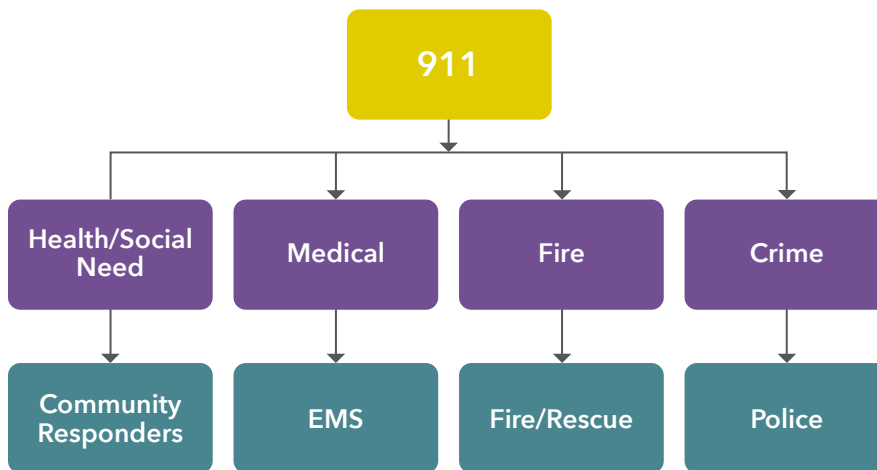 911
Health/Social
Need
Medical
Fire
Crime
Community
Responders
EMS
Fire/Rescue
Police